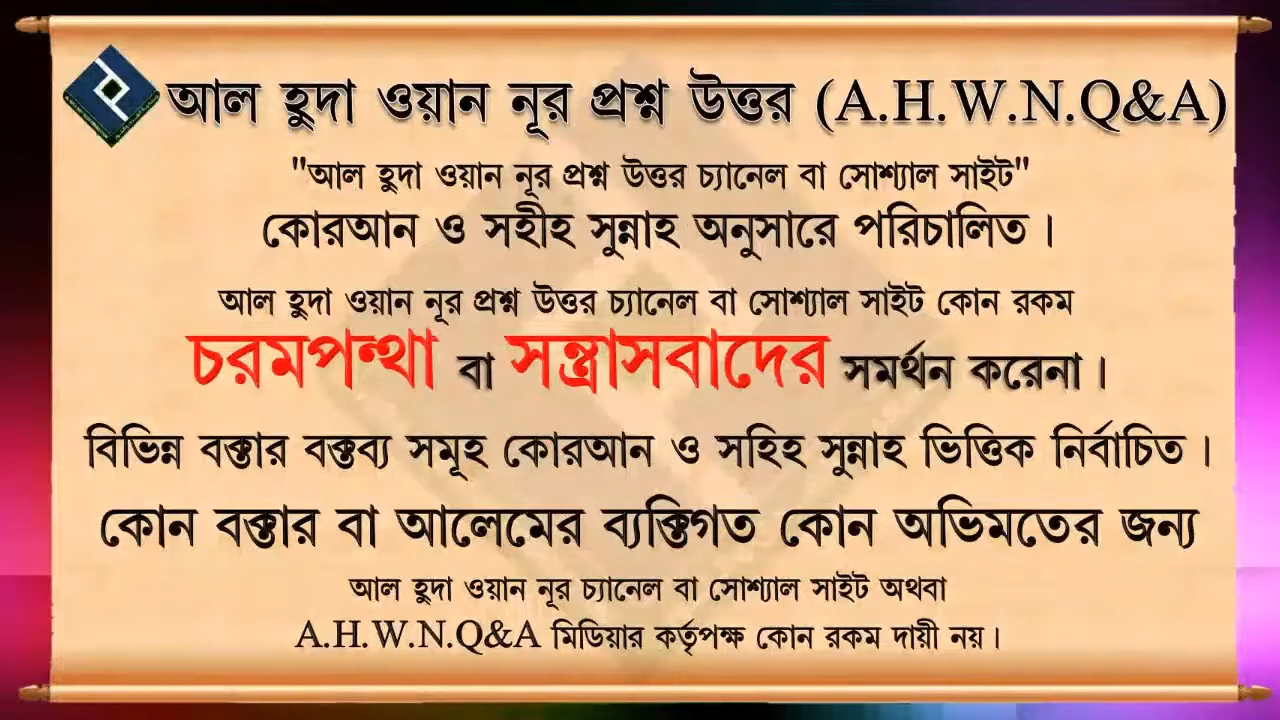 আল হুদা ওয়ান নূর প্রশ্ন উত্তর (A.H.W.N.Q&A)
"আল হুদা ওয়ান নূর প্রশ্ন উত্তর চ্যানেল বা সোশ্যাল সাইট"
কোরআন ও সহীহ সুন্নাহ অনুসারে পরিচালিত।
আল হুদা ওয়ান নূর প্রশ্ন উত্তর চ্যানেল বা সোশ্যাল সাইট কোন রকম
চরমপন্থা বা সন্ত্রাসবাদের সমর্থন করেনা।
বিভিন্ন বক্তার বক্তব্য সমূহ কোরআন ও সহিহ সুন্নাহ ভিত্তিক নির্বাচিত।
কোন বক্তার বা আলেমের ব্যক্তিগত কোন অভিমতের জন্য
আল হুদা ওয়ান নূর চ্যানেল বা সোশ্যাল সাইট অথবা
A.H.W.N.Q&A মিডিয়ার কর্তৃপক্ষ কোন রকম দায়ী নয়।